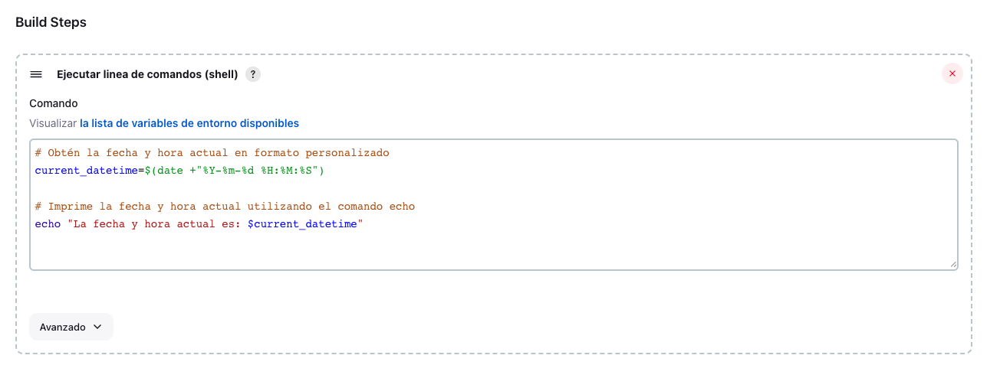 Build Steps
Ejecutar linea de comandos (shell) ?
Comando
Visualizar la lista de variables de entorno disponibles
# Obtén la fecha y hora actual en formato personalizado
current_datetime=$(date +"%Y-%m-%d %H:%M:%S")
# Imprime la fecha y hora actual utilizando el comando echo
echo "La fecha y hora actual es: $current_datetime"
Avanzado